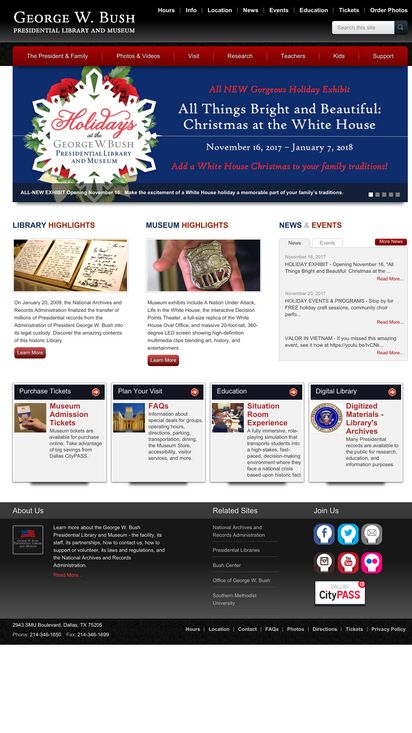 GEORGE W. BUSH
PRESIDENTIAL LIBRARY AND MUSEUM
Hours | Info | Location | News | Events | Education | Tickets | Order Photos
Search this site
The President & Family
Photos & Videos
Visit
Research
Teachers
Kids
Support
Holidays
at the
GEORGE W. BUSH
PRESIDENTIAL LIBRARY
AND MUSEUM
All NEW Gorgeous Holiday Exhibit
All Things Bright and Beautiful:
Christmas at the White House
November 16, 2017 – January 7, 2018
Add a White House Christmas to your family traditions!
ALL-NEW EXHIBIT Opening November 16. Make the excitement of a White House holiday a memorable part of your family's traditions.
LIBRARY HIGHLIGHTS
On January 20, 2009, the National Archives and
Records Administration finalized the transfer of
millions of Presidential records from the
Administration of President George W. Bush into
its legal custody. Discover the amazing contents
of this historic Library.
Learn More
MUSEUM HIGHLIGHTS
Museum exhibits include A Nation Under Attack,
Life in the White House, the interactive Decision
Points Theater, a full-size replica of the White
House Oval Office, and massive 20-foot-tall, 360-
degree LED screen showing high-definition
multimedia clips blending art, history, and
entertainment.
Learn More
NEWS & EVENTS
News
Events
More News
November 16, 2017
HOLIDAY EXHIBIT - Opening November 16, "All
Things Bright and Beautiful: Christmas at the ...
Read More...
November 20, 2017
HOLIDAY EVENTS & PROGRAMS - Stop by for
FREE holiday craft sessions, community choir
perfo...
Read More...
VALOR IN VIETNAM - If you missed this amazing
event, see it now at https://youtu.be/IvCNk...
Read More...
Purchase Tickets
Museum
Admission
Tickets
Museum tickets are
available for purchase
online. Take advantage
of big savings from
Dallas CityPASS.
Plan Your Visit
FAQs
Information about
special deals for groups,
operating hours,
directions, parking,
transportation, dining,
the Museum Store,
accessibility, visitor
services, and more.
Education
Situation
Room
Experience
A fully immersive, role-
playing simulation that
transports students into
a high-stakes, fast-
paced, decision-making
environment where they
face a national crisis
based upon historic fact.
Digital Library
Digitized
Materials -
Library's
Archives
Many Presidential
records are available to
the public for research,
education, and
information purposes.
About Us
Learn more about the George W. Bush
Presidential Library and Museum - the facility, its
staff, its partnerships, how to contact us, how to
support or volunteer, its laws and regulations, and
the National Archives and Records
Administration.
Read More...
Related Sites
National Archives and
Records Administration
Presidential Libraries
Bush Center
Office of George W. Bush
Southern Methodist
University
Join Us
DALLAS
CityPASS
2943 SMU Boulevard, Dallas, TX 75205
Phone: 214-346-1650 Fax: 214-346-1699
Hours | Location | Contact | FAQs | Photos | Directions | Tickets | Privacy Policy